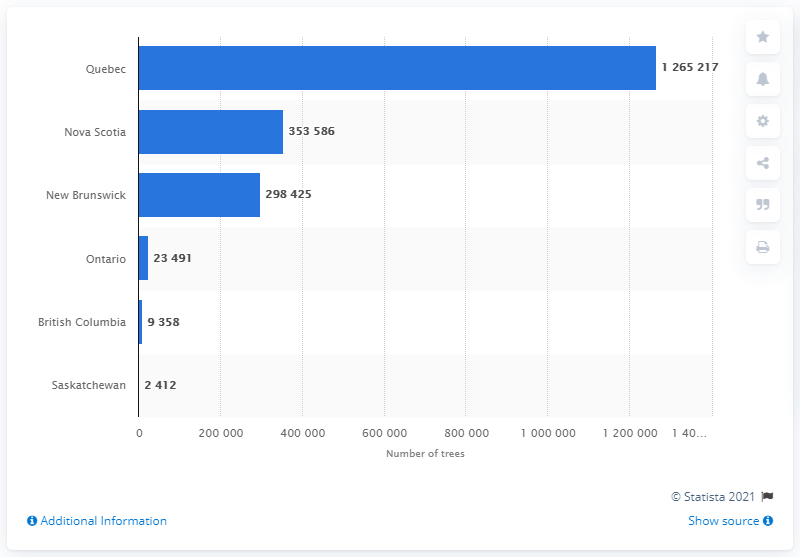 Quebec 1 265 217
Nova Scotia 353 586
New Brunswick 298 425
Ontario 23 491
British Columbia 9 358
Saskatchewan 2 412
0 200 000 400 000 600 000 800 000 1 000 000 1 200 000 1 40...
Number of trees
© Statista 2021
Additional Information Show source